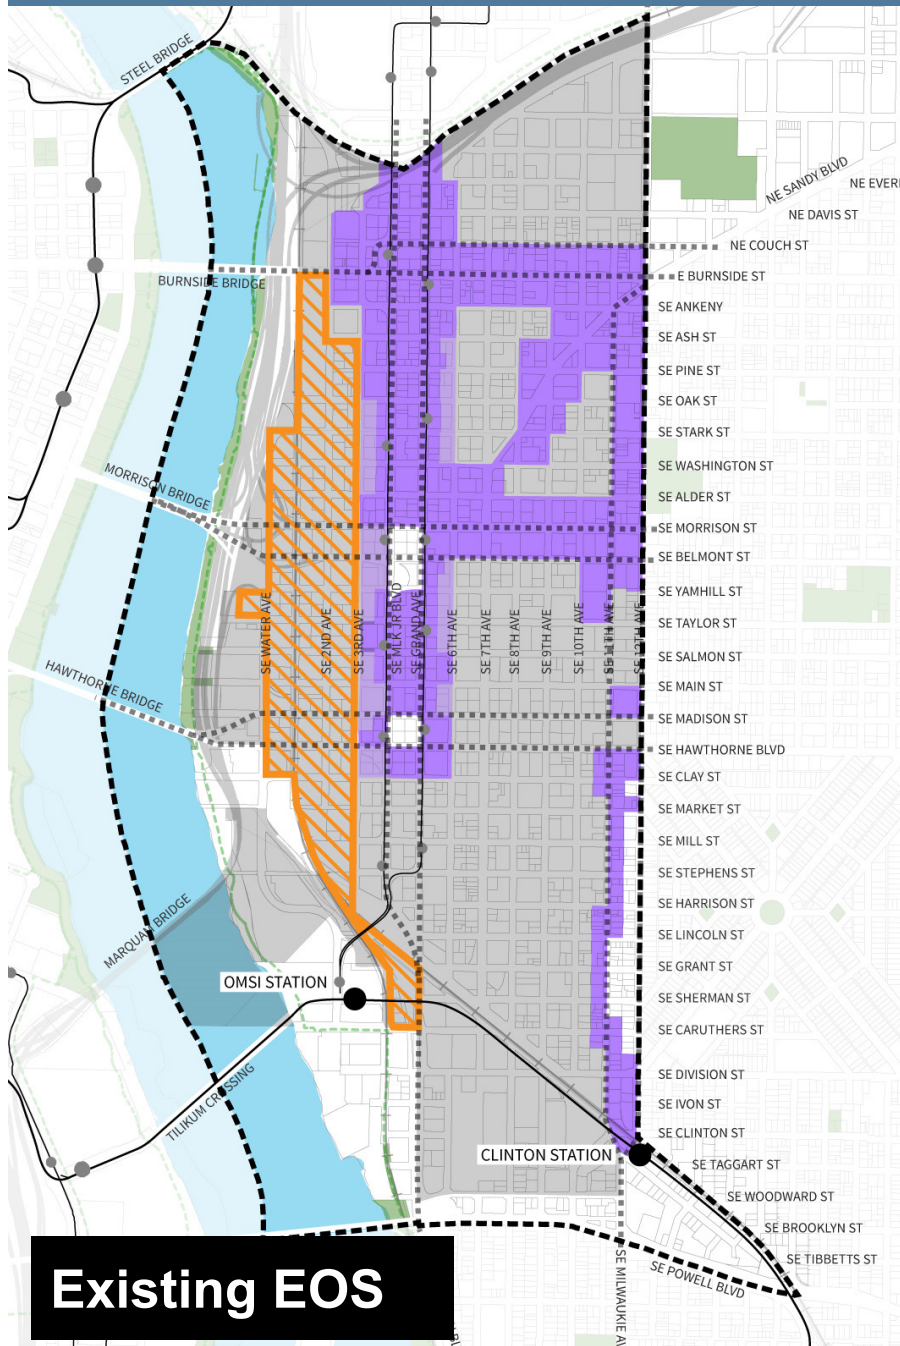 STEEL BRIDGE
NE SANDY BLVD
NE DAVIS ST
NE COUCH ST
BURNSIDE BRIDGE
E BURNSIDE ST
SE ANKENY
SE ASH ST
SE PINE ST
SE OAK ST
SE STARK ST
MORRISON BRIDGE
SE WASHINGTON ST
SE ALDER ST
SE MORRISON ST
SE BELMONT ST
SE YAMHILL ST
SE TAYLOR ST
SE WATER AVE
SE 2ND AVE
SE 3RD AVE
SE MLK JR BLVD
SE GRAND AVE
SE 6TH AVE
SE 7TH AVE
SE 8TH AVE
SE 9TH AVE
SE 10TH AVE
SE 11TH AVE
SE 12TH AVE
SE SALMON ST
HAWTHORNE BRIDGE
SE MAIN ST
SE MADISON ST
SE HAWTHORNE BLVD
SE CLAY ST
SE MARKET ST
SE MILL ST
SE STEPHENS ST
SE HARRISON ST
MARQUAM BRIDGE
SE LINCOLN ST
SE GRANT ST
OMSI STATION
SE SHERMAN ST
SE CARUTHERS ST
TILIKUM CROSSING
SE DIVISION ST
SE IVON ST
SE CLINTON ST
CLINTON STATION
SE TAGGART ST
SE WOODWARD ST
SE BROOKLYN ST
SE TIBBETTS ST
SE POWELL BLVD
SE MILWAUKIE
Existing EOS